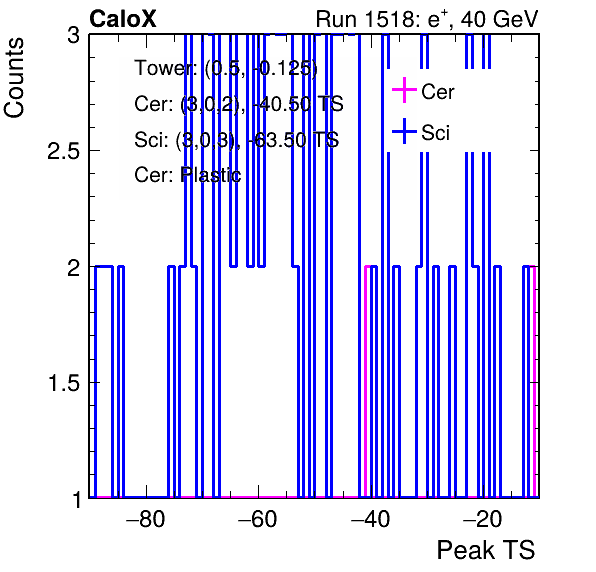 CaloX Run 1518: e+, 40 GeV
Counts
3
2.5
2
1.5
1
Tower: (0.5, -0.125)
Cer: (3,0,2), -40.50 TS
Sci: (3,0,3), -63.50 TS
Cer: Plastic
Cer
Sci
−80 −60 −40 −20
Peak TS